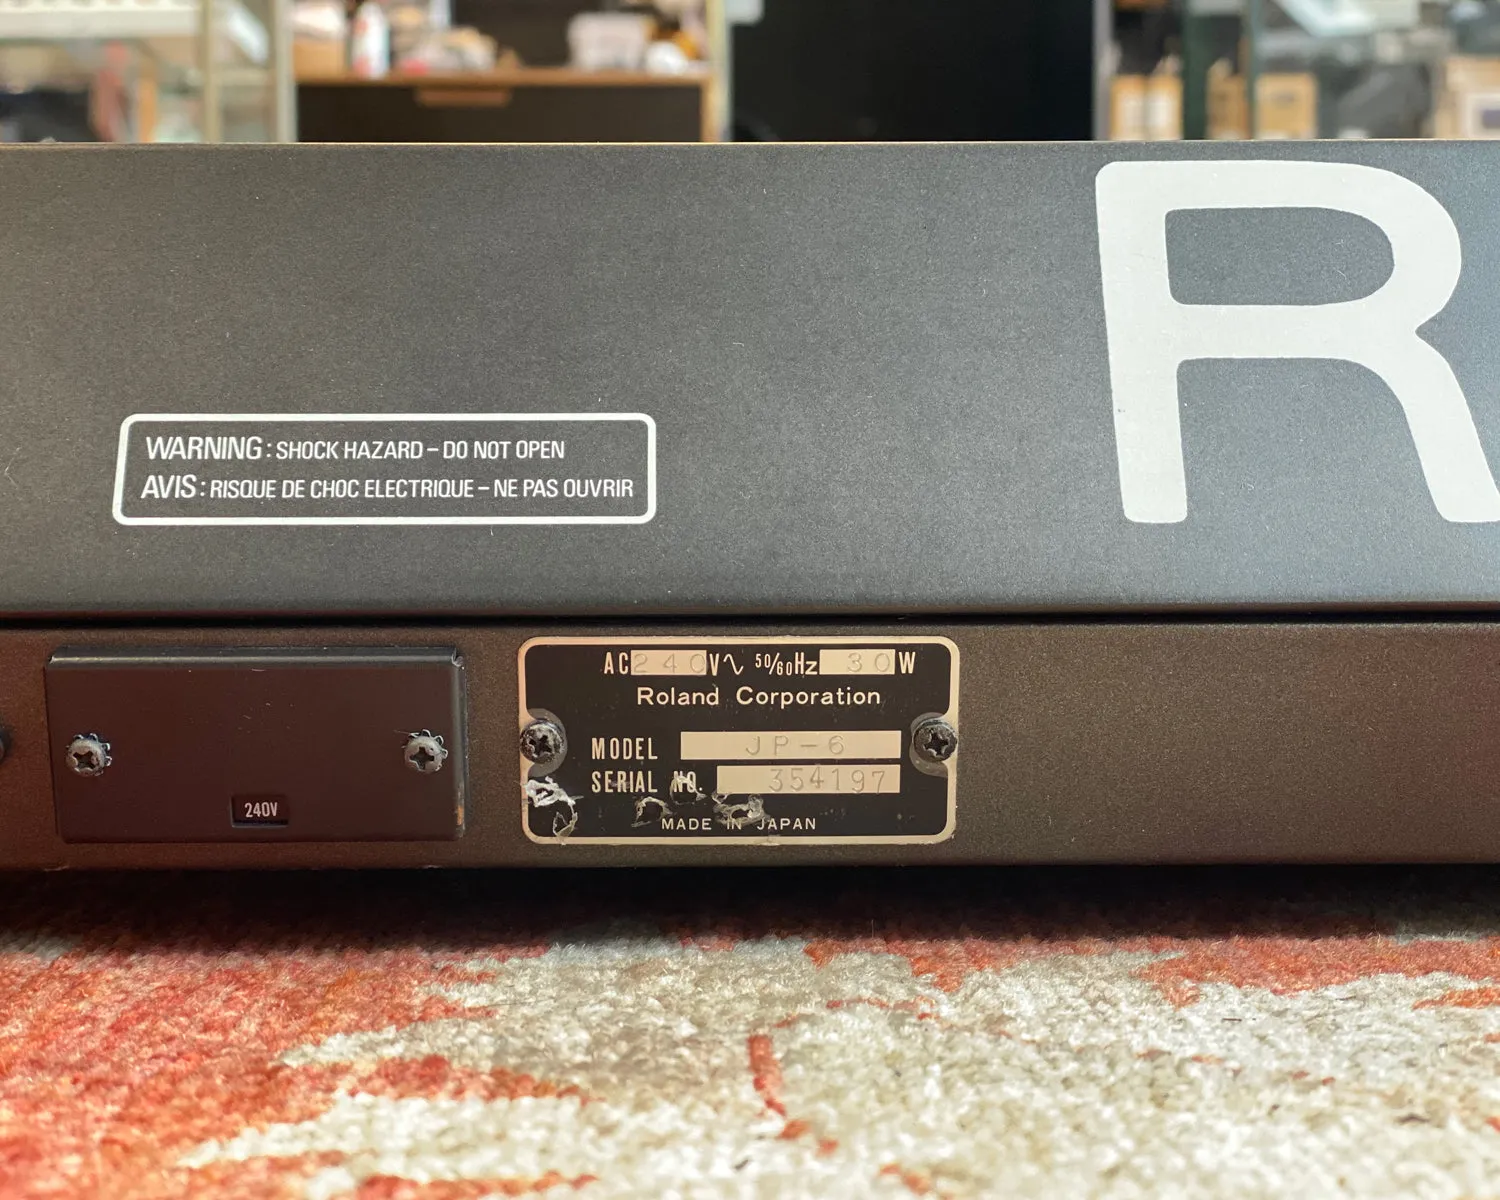 R
WARNING: SHOCK HAZARD – DO NOT OPEN
AVIS: RISQUE DE CHOC ELECTRIQUE – NE PAS OUVRIR
240V
AC 240 V∿ 50/60Hz 30 W
Roland Corporation
MODEL JP-6
SERIAL NO. 354197
MADE IN JAPAN